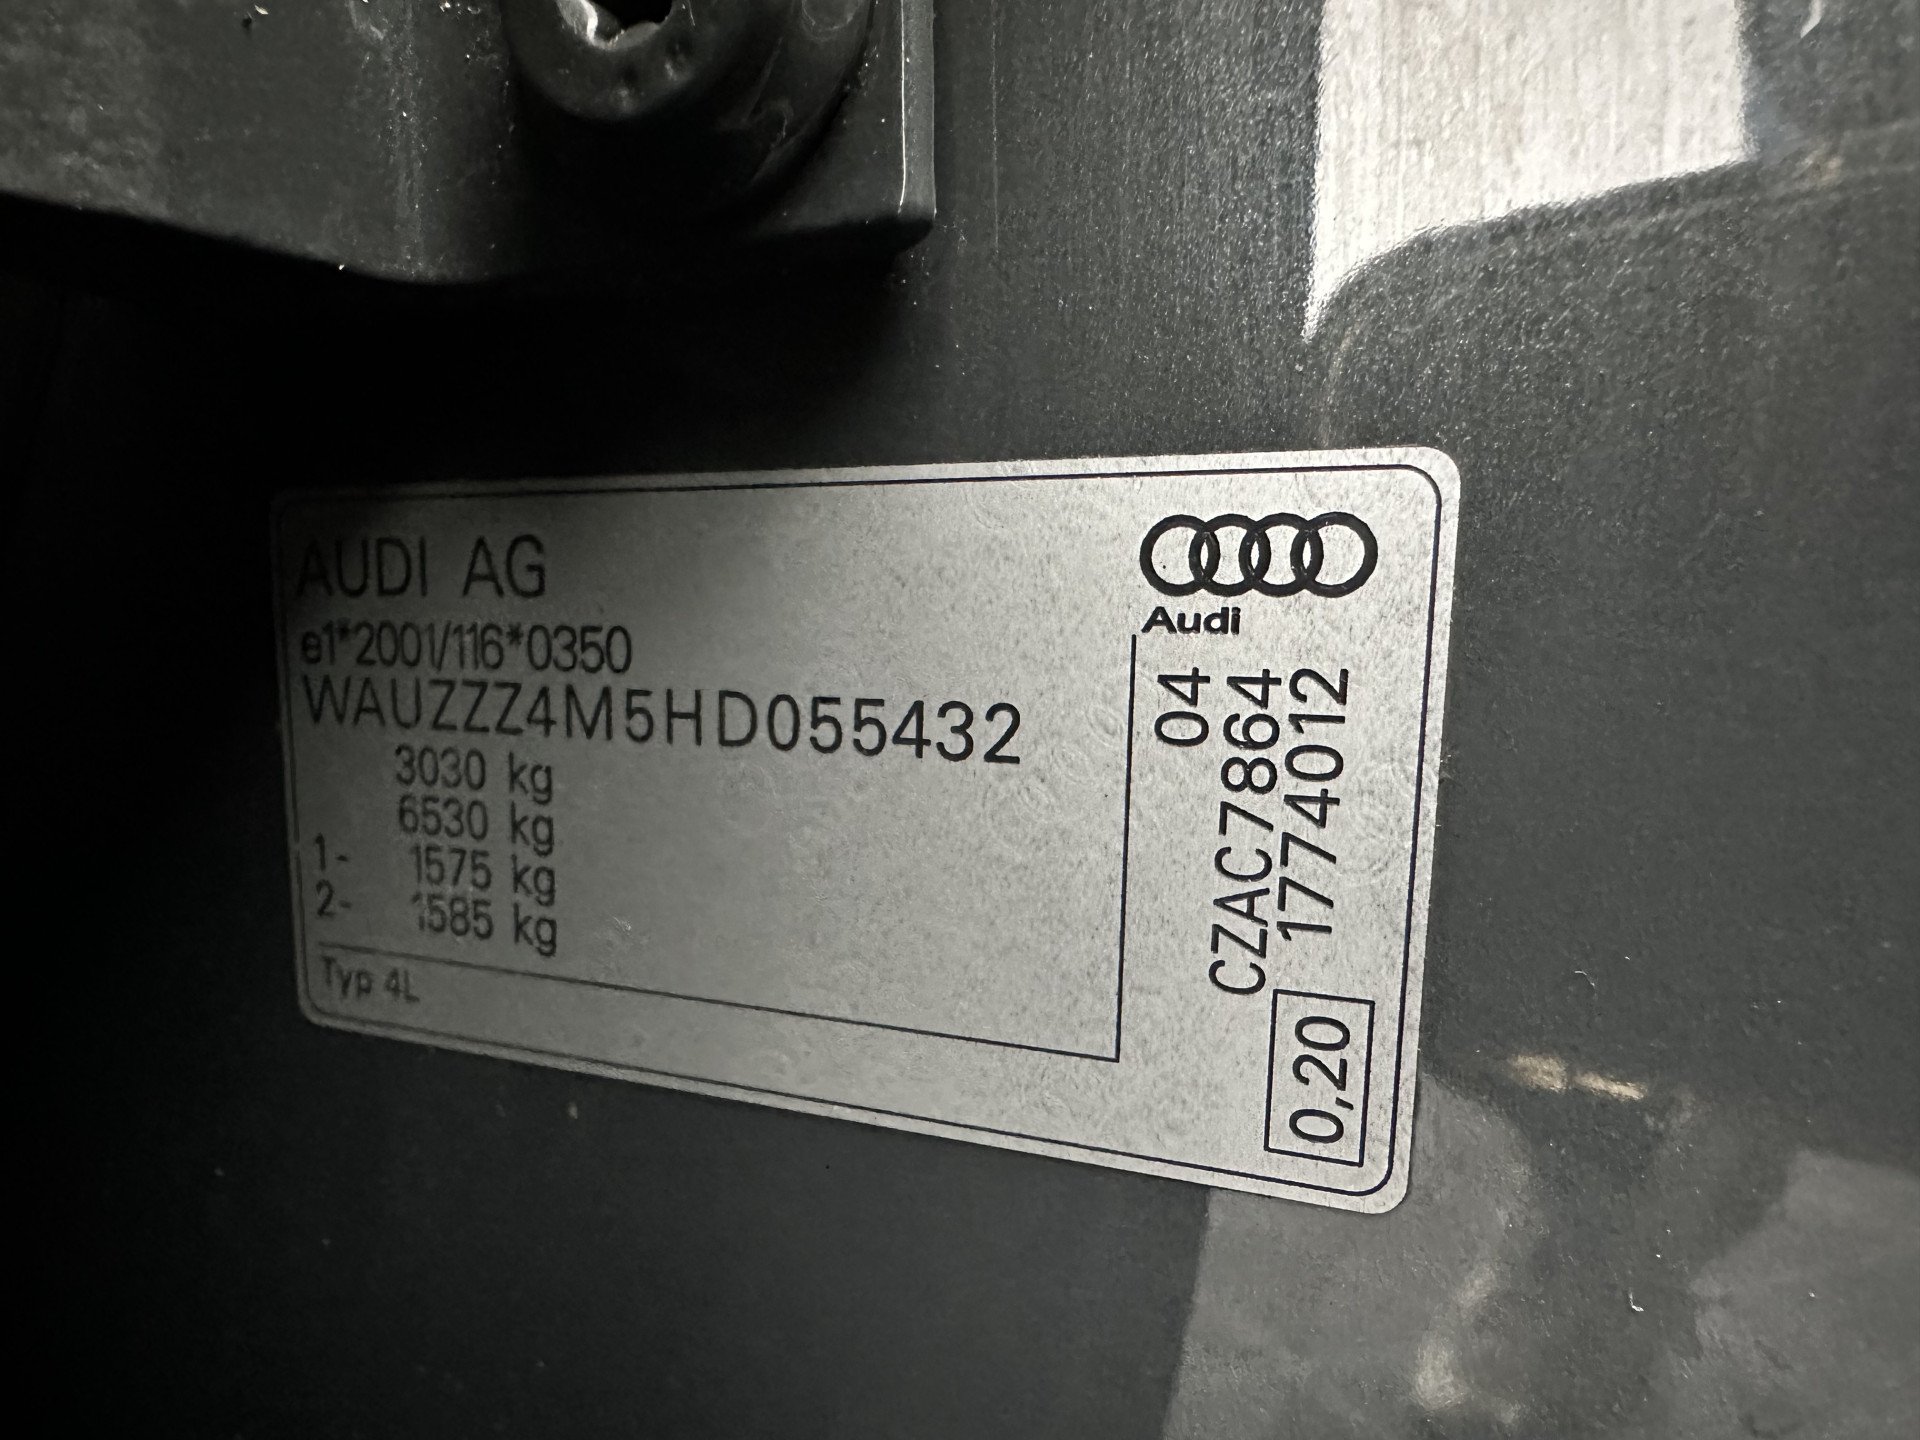 AUDI AG
e1*2001/116*0350
WAUZZZ4M5HD055432
3030 kg
6530 kg
1- 1575 kg
2- 1585 kg
Typ 4L
Audi
04
CZAC7864
1774012
0,20